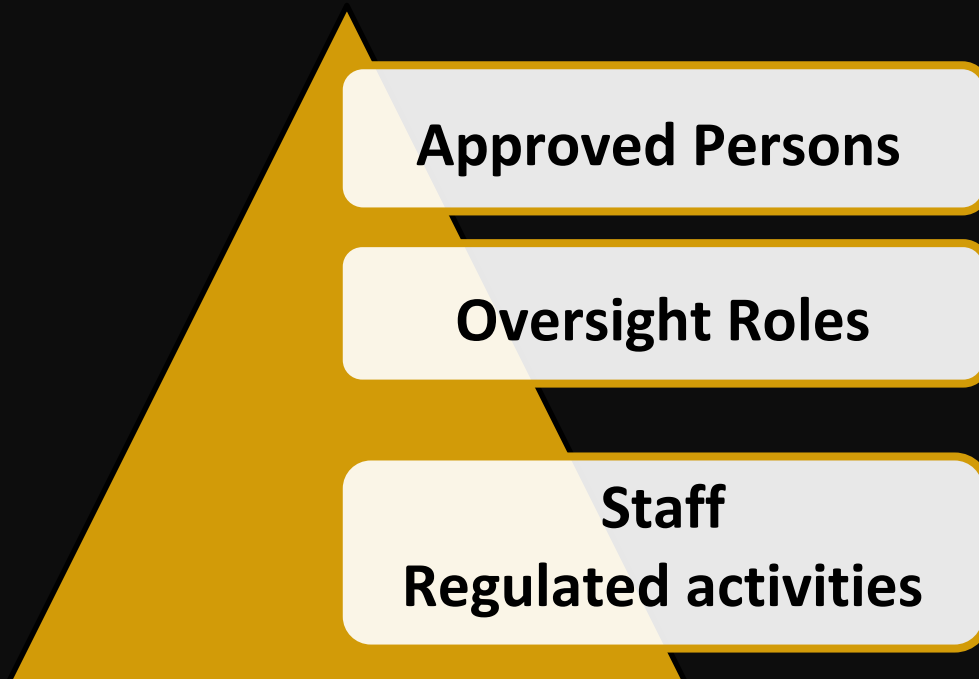 Approved Persons
Oversight Roles
Staff
Regulated activities